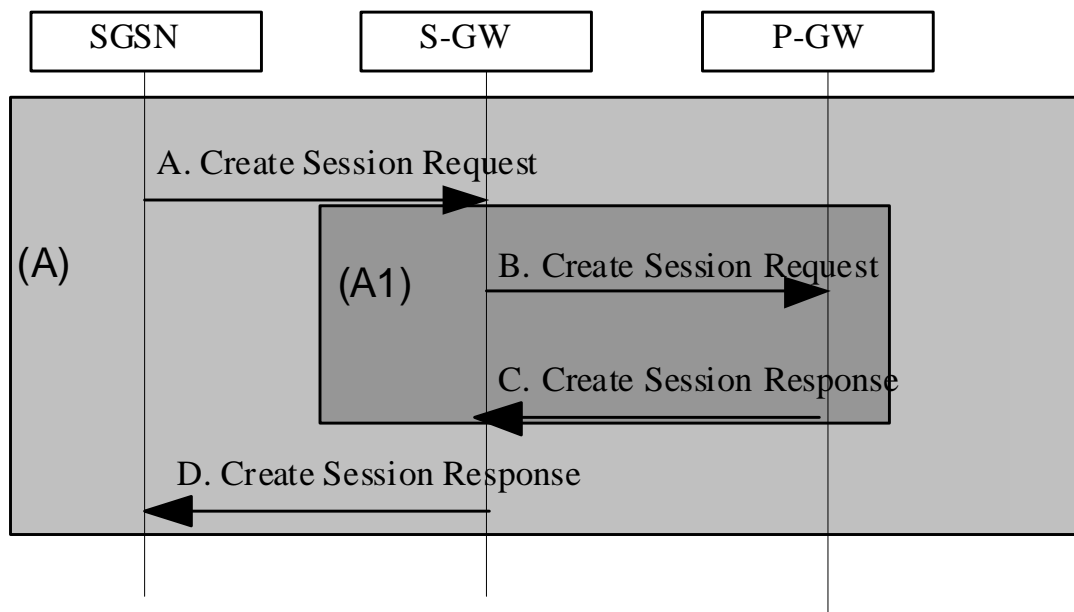 SGSN
S-GW
P-GW
A. Create Session Request
(A)
(A1)
B. Create Session Request
C. Create Session Response
D. Create Session Response